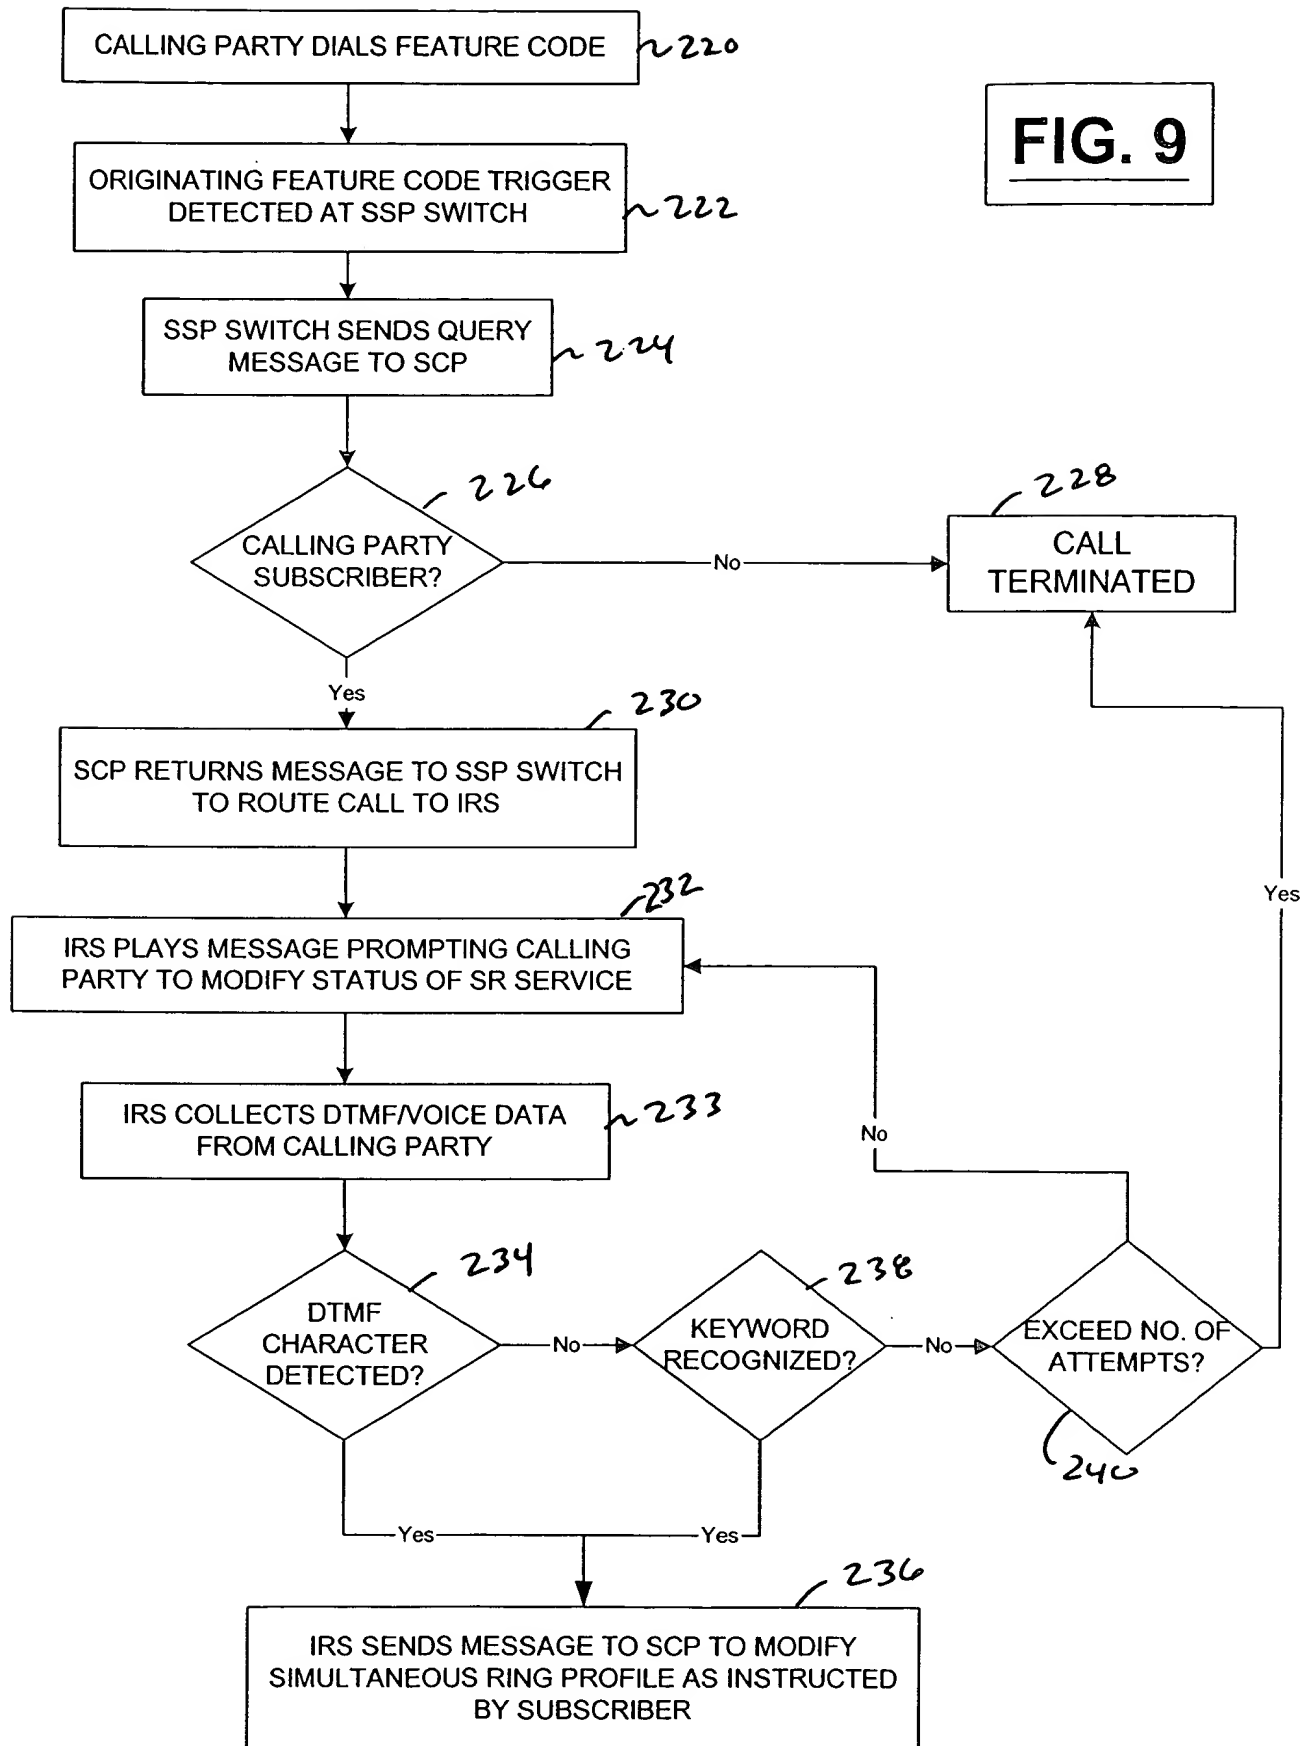 CALLING PARTY DIALS FEATURE CODE
220
FIG. 9
ORIGINATING FEATURE CODE TRIGGER
DETECTED AT SSP SWITCH
222
SSP SWITCH SENDS QUERY
MESSAGE TO SCP
224
226
CALLING PARTY
SUBSCRIBER?
No
228
CALL
TERMINATED
Yes
230
SCP RETURNS MESSAGE TO SSP SWITCH
TO ROUTE CALL TO IRS
232
IRS PLAYS MESSAGE PROMPTING CALLING
PARTY TO MODIFY STATUS OF SR SERVICE
Yes
IRS COLLECTS DTMF/VOICE DATA
FROM CALLING PARTY
233
No
234
DTMF
CHARACTER
DETECTED?
No
238
KEYWORD
RECOGNIZED?
No
EXCEED NO. OF
ATTEMPTS?
240
Yes
Yes
236
IRS SENDS MESSAGE TO SCP TO MODIFY
SIMULTANEOUS RING PROFILE AS INSTRUCTED
BY SUBSCRIBER